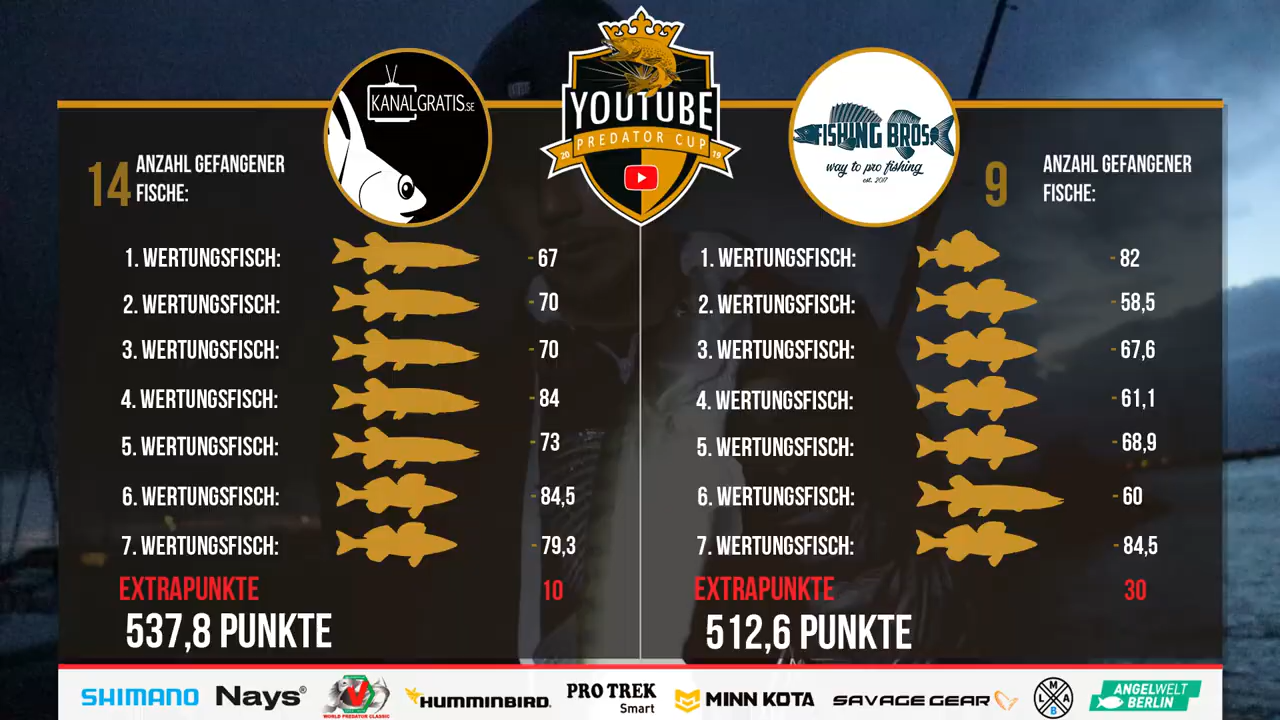 KANALGRATIS.SE
YOUTUBE
PREDATOR CUP
20 19
FISHING BROS.
way to pro fishing
est. 2017
14 ANZAHL GEFANGENER
FISCHE:
9 ANZAHL GEFANGENER
FISCHE:
1. WERTUNGSFISCH: - 67
2. WERTUNGSFISCH: - 70
3. WERTUNGSFISCH: - 70
4. WERTUNGSFISCH: - 84
5. WERTUNGSFISCH: - 73
6. WERTUNGSFISCH: - 84,5
7. WERTUNGSFISCH: - 79,3
EXTRAPUNKTE 10
537,8 PUNKTE
1. WERTUNGSFISCH: - 82
2. WERTUNGSFISCH: - 58,5
3. WERTUNGSFISCH: - 67,6
4. WERTUNGSFISCH: - 61,1
5. WERTUNGSFISCH: - 68,9
6. WERTUNGSFISCH: - 60
7. WERTUNGSFISCH: - 84,5
EXTRAPUNKTE 30
512,6 PUNKTE
SHIMANO
Nays®
WORLD PREDATOR CLASSIC
HUMMINBIRD.
PRO TREK
Smart
MINN KOTA
SAVAGE GEAR
M A B
ANGELWELT
BERLIN